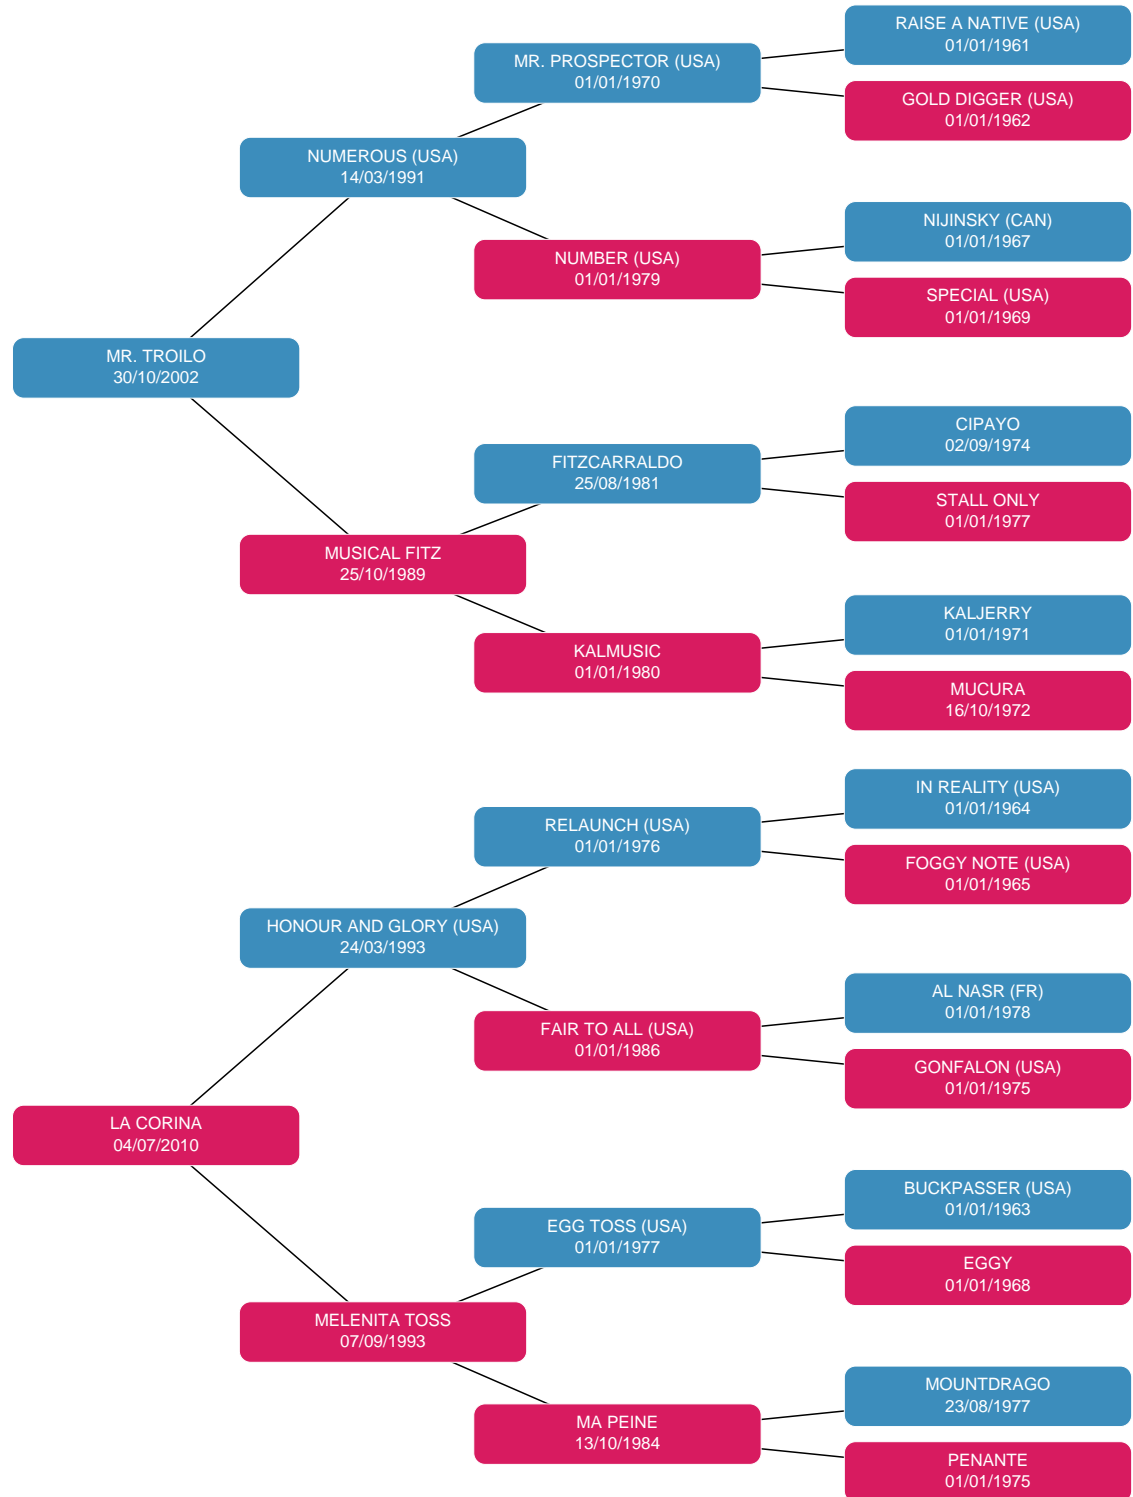 RAISE A NATIVE (USA)
01/01/1961
MR. PROSPECTOR (USA)
01/01/1970
GOLD DIGGER (USA)
01/01/1962
NUMEROUS (USA)
14/03/1991
NIJINSKY (CAN)
01/01/1967
NUMBER (USA)
01/01/1979
SPECIAL (USA)
01/01/1969
MR. TROILO
30/10/2002
CIPAYO
02/09/1974
FITZCARRALDO
25/08/1981
STALL ONLY
01/01/1977
MUSICAL FITZ
25/10/1989
KALJERRY
01/01/1971
KALMUSIC
01/01/1980
MUCURA
16/10/1972
IN REALITY (USA)
01/01/1964
RELAUNCH (USA)
01/01/1976
FOGGY NOTE (USA)
01/01/1965
HONOUR AND GLORY (USA)
24/03/1993
AL NASR (FR)
01/01/1978
FAIR TO ALL (USA)
01/01/1986
GONFALON (USA)
01/01/1975
LA CORINA
04/07/2010
BUCKPASSER (USA)
01/01/1963
EGG TOSS (USA)
01/01/1977
EGGY
01/01/1968
MELENITA TOSS
07/09/1993
MOUNTDRAGO
23/08/1977
MA PEINE
13/10/1984
PENANTE
01/01/1975